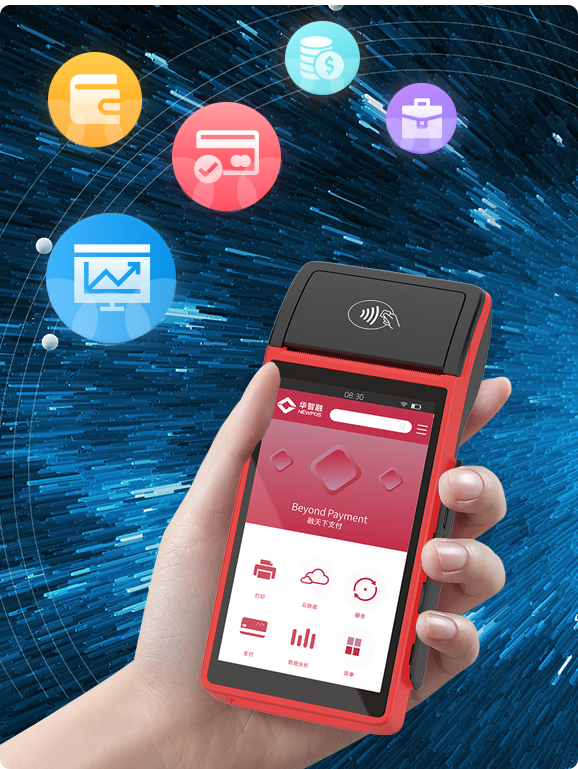 08:30
华智融
NEWPOS
Beyond Payment
融天下支付
打印
云数据
服务
支付
数据分析
菜单